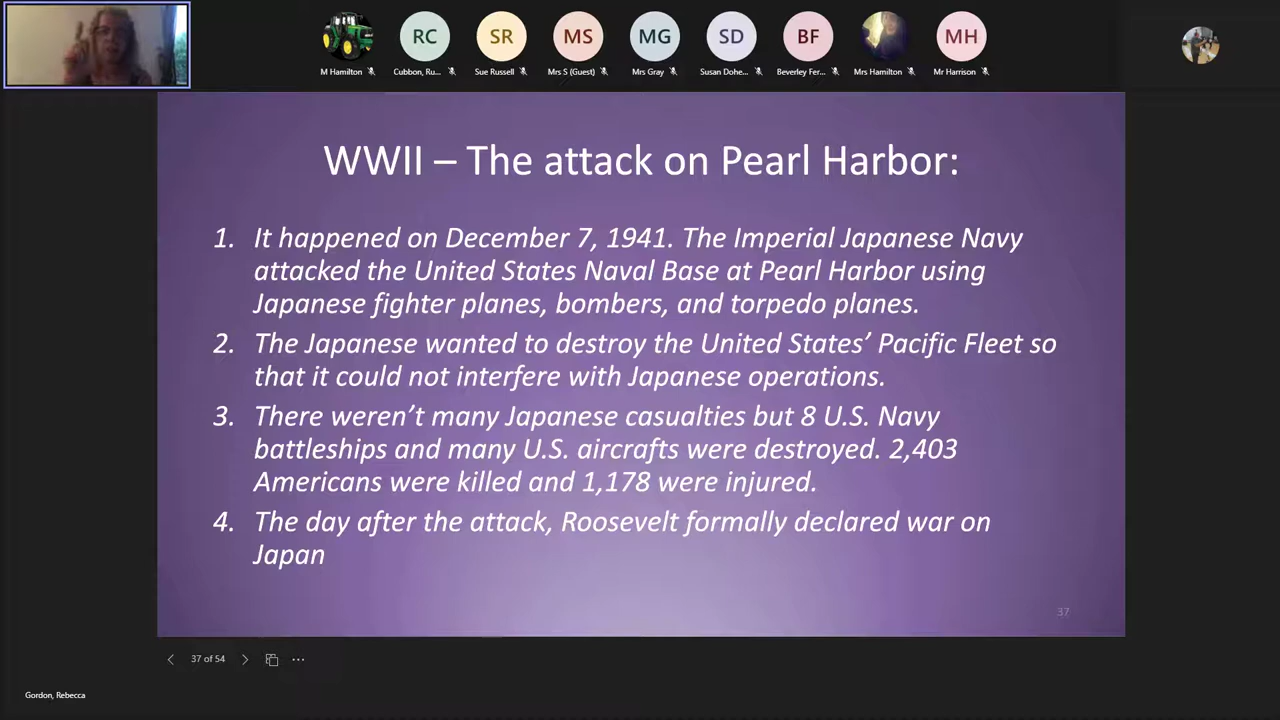 RC
SR
MS
MG
SD
BF
MH
M Hamilton
Cubbon, Ru...
Sue Russell
Mrs S (Guest)
Mrs Gray
Susan Dohe...
Beverley Fer...
Mrs Hamilton
Mr Harrison
WWII – The attack on Pearl Harbor:
1. It happened on December 7, 1941. The Imperial Japanese Navy
attacked the United States Naval Base at Pearl Harbor using
Japanese fighter planes, bombers, and torpedo planes.
2. The Japanese wanted to destroy the United States’ Pacific Fleet so
that it could not interfere with Japanese operations.
3. There weren’t many Japanese casualties but 8 U.S. Navy
battleships and many U.S. aircrafts were destroyed. 2,403
Americans were killed and 1,178 were injured.
4. The day after the attack, Roosevelt formally declared war on
Japan
37
37 of 54
Gordon, Rebecca